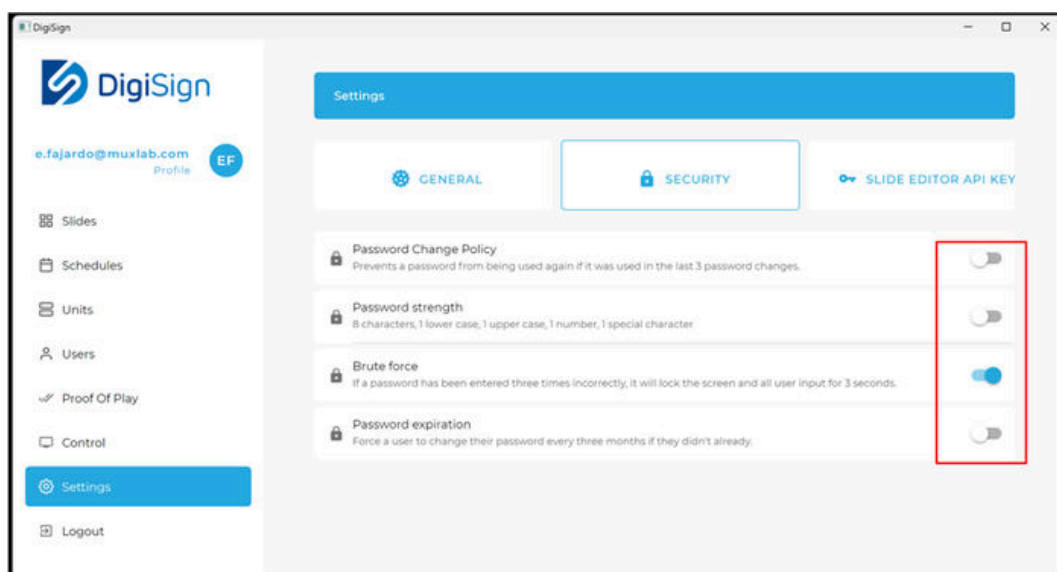 DigiSign
DigiSign
e.fajardo@muxlab.com
Profile
EF
Slides
Schedules
Units
Users
Proof Of Play
Control
Settings
Logout
Settings
GENERAL
SECURITY
SLIDE EDITOR API KEY
Password Change Policy
Prevents a password from being used again if it was used in the last 3 password changes.
Password strength
8 characters, 1 lower case, 1 upper case, 1 number, 1 special character
Brute force
If a password has been entered three times incorrectly, it will lock the screen and all user input for 3 seconds.
Password expiration
Force a user to change their password every three months if they didn't already.